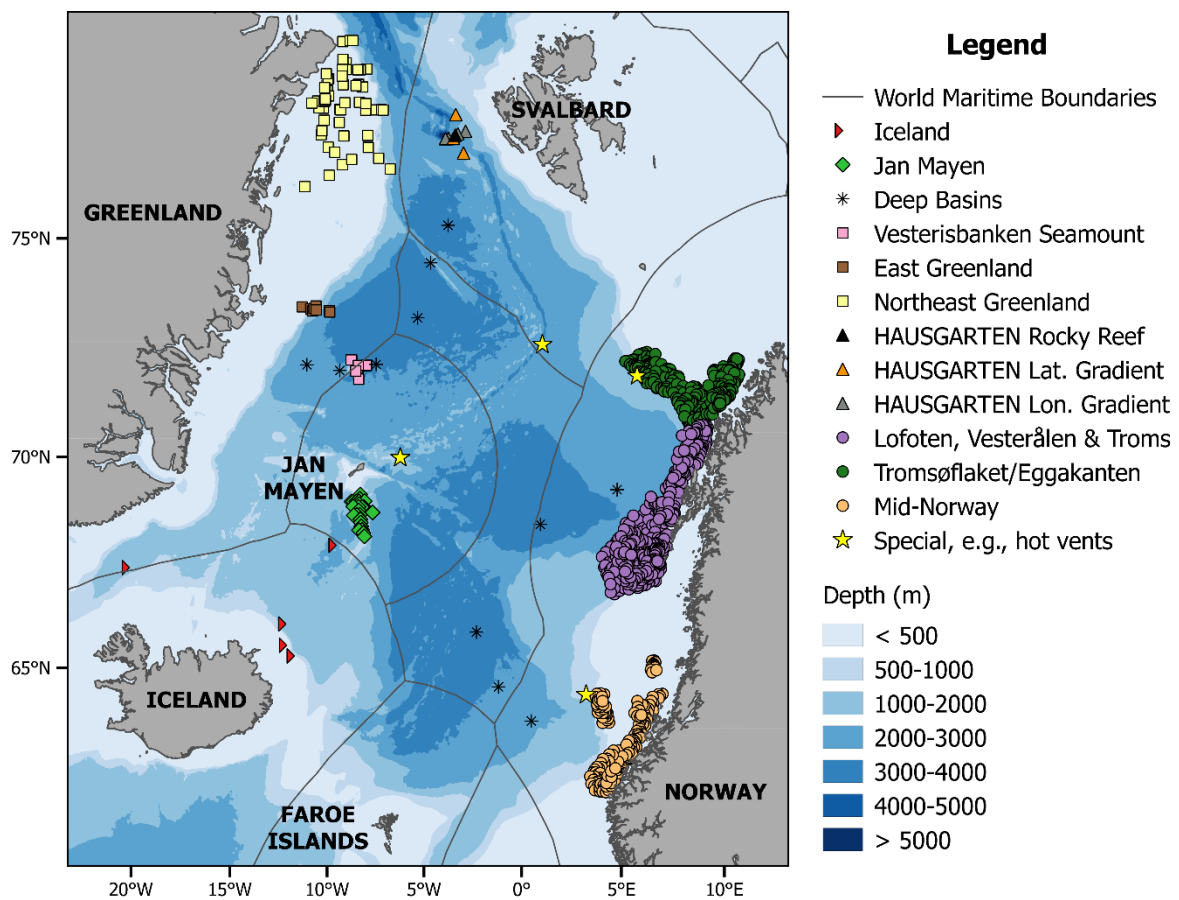 SVALBARD
GREENLAND
75°N
70°N
JAN
MAYEN
65°N
ICELAND
NORWAY
FAROE
ISLANDS
20°W
15°W
10°W
5°W
0°
5°E
10°E
Legend
World Maritime Boundaries
Iceland
Jan Mayen
Deep Basins
Vesterisbanken Seamount
East Greenland
Northeast Greenland
HAUSGARTEN Rocky Reef
HAUSGARTEN Lat. Gradient
HAUSGARTEN Lon. Gradient
Lofoten, Vesterålen & Troms
Tromsøflaket/Eggakanten
Mid-Norway
Special, e.g., hot vents
Depth (m)
< 500
500-1000
1000-2000
2000-3000
3000-4000
4000-5000
> 5000